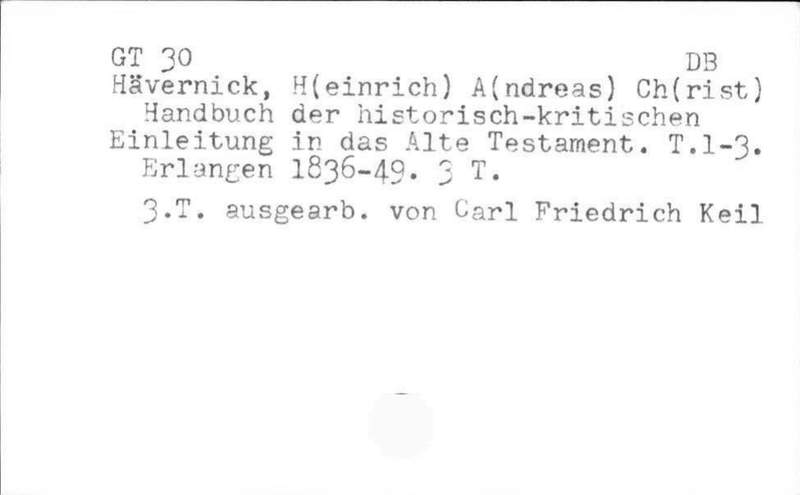 GT 30 DB
Hävernick, H(einrich) A(ndreas) Ch(rist)
Handbuch der historisch-kritischen
Einleitung in das Alte Testament. T.1-3.
Erlangen 1836-49. 3 T.
3.T. ausgearb. von Carl Friedrich Keil